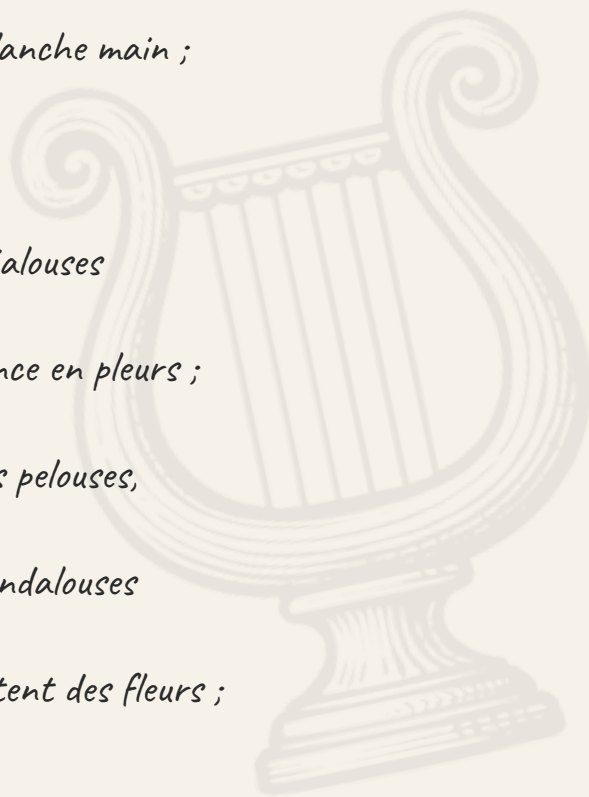 lanche main ;
alouses
nce en pleurs ;
s pelouses,
ndalouses
tent des fleurs ;